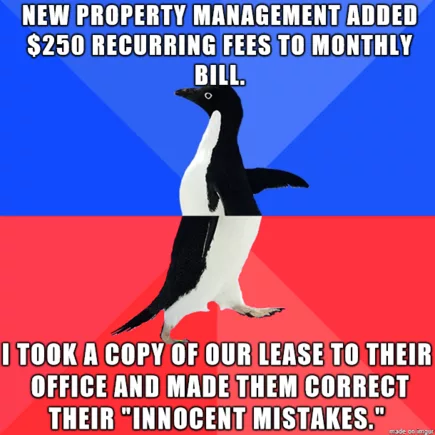 NEW PROPERTY MANAGEMENT ADDED
$250 RECURRING FEES TO MONTHLY
BILL.
I TOOK A COPY OF OUR LEASE TO THEIR
OFFICE AND MADE THEM CORRECT
THEIR "INNOCENT MISTAKES."
made on imgur